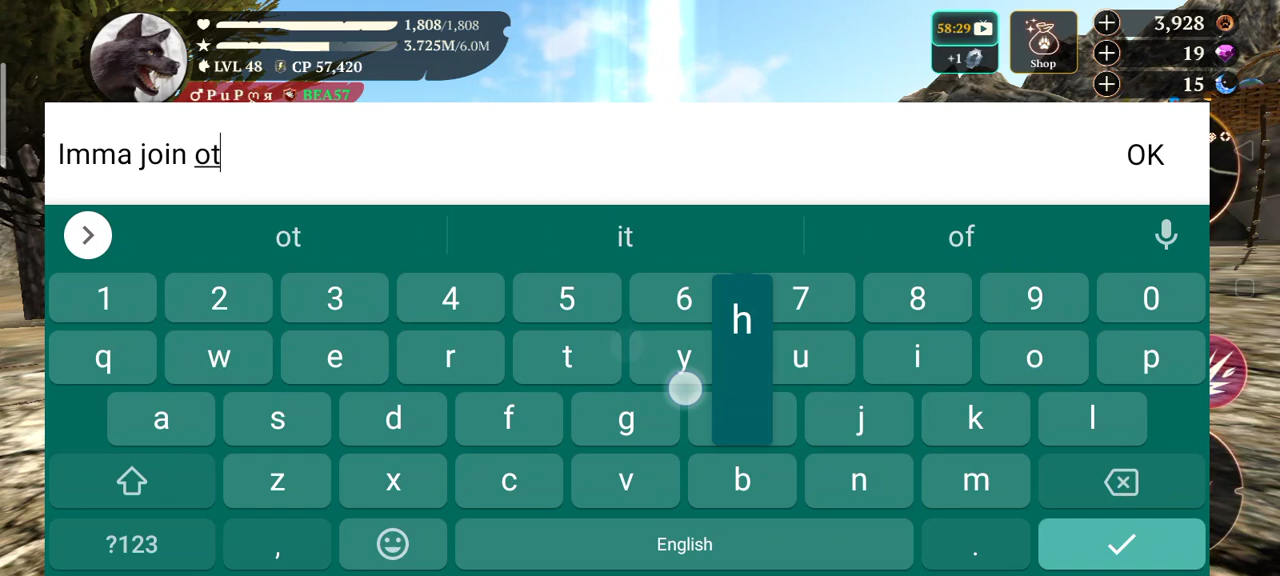 1,808/1,808
3.725M/6.0M
LVL 48 CP 57,420
♂PuPღя BEA57
58:29
+1
Shop
3,928
19
15
Imma join ot
OK
ot it of
1 2 3 4 5 6 7 8 9 0
h
q w e r t y u i o p
a s d f g j k l
z x c v b n m
?123 , English .